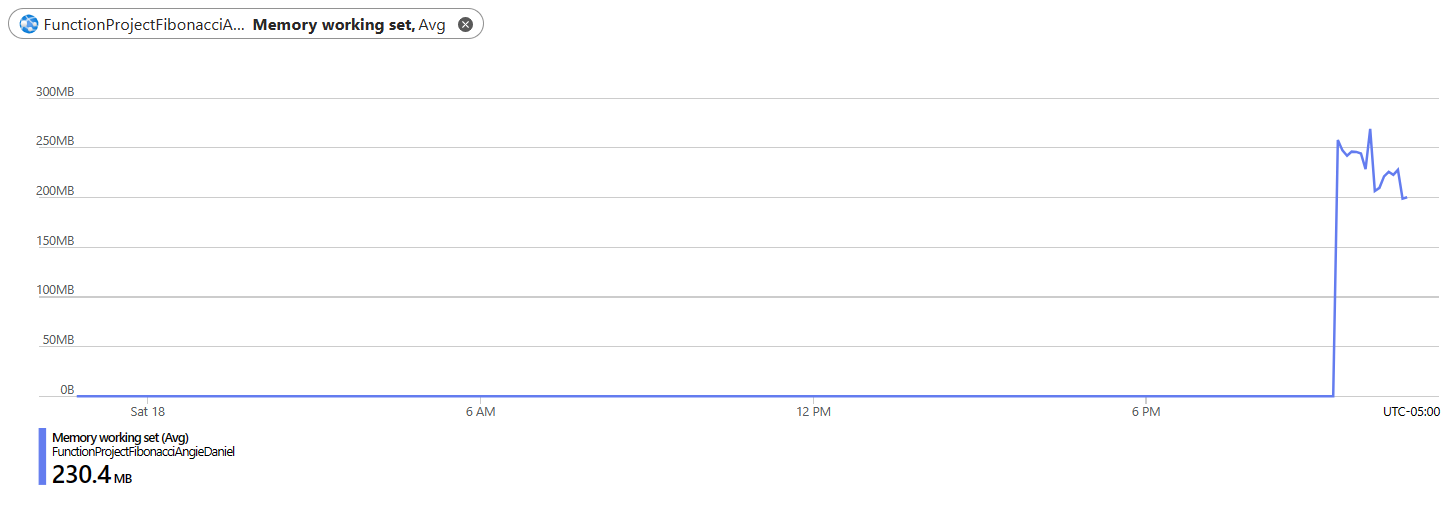 FunctionProjectFibonacciA... Memory working set, Avg
300MB
250MB
200MB
150MB
100MB
50MB
0B
Sat 18 6 AM 12 PM 6 PM UTC-05:00
Memory working set (Avg)
FunctionProjectFibonacciAngieDaniel
230.4 MB